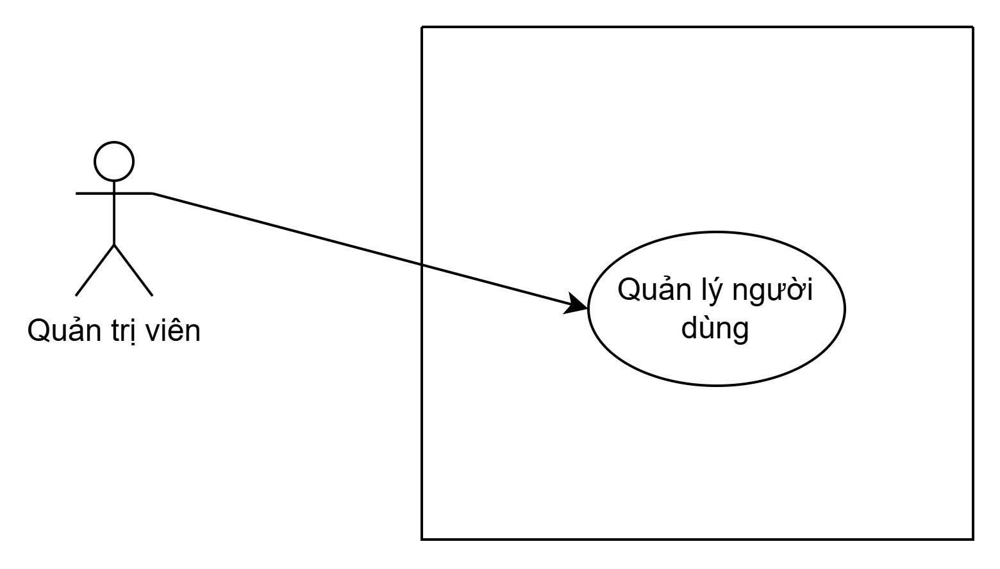 Quản lý người
dùng
Quản trị viên